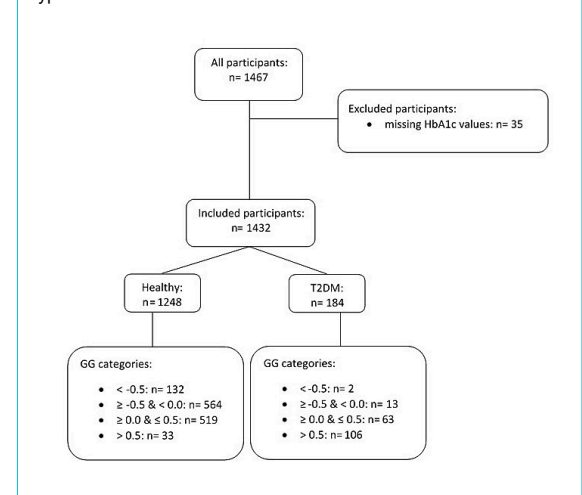 All participants:
n= 1467
Excluded participants:
• missing HbA1c values: n= 35
Included participants:
n= 1432
Healthy:
n= 1248
T2DM:
n= 184
GG categories:
• < -0.5: n= 132
• ≥ -0.5 & < 0.0: n= 564
• ≥ 0.0 & ≤ 0.5: n= 519
• > 0.5: n= 33
GG categories:
• < -0.5: n= 2
• ≥ -0.5 & < 0.0: n= 13
• ≥ 0.0 & ≤ 0.5: n= 63
• > 0.5: n= 106